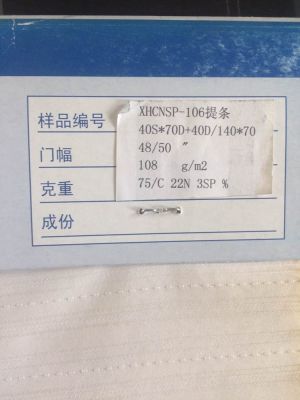 样品编号
XHCNSP-106提条
40S*70D+40D/140*70
门幅
48/50 "
克重
108 g/m2
成份
75/C 22N 3SP %